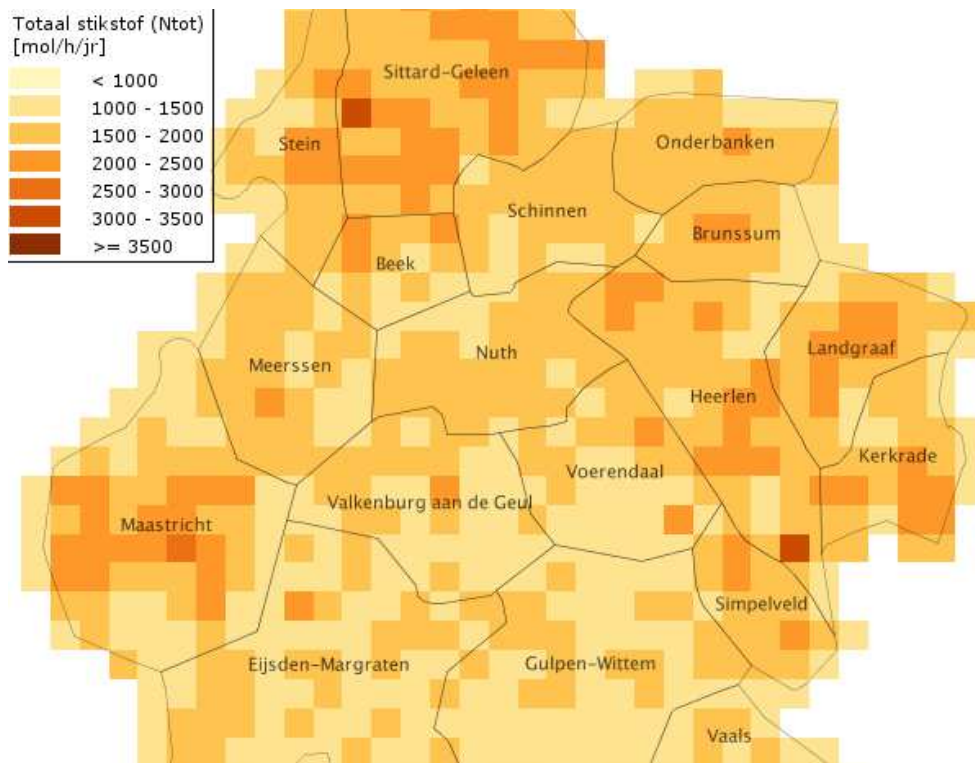 Totaal stikstof (Ntot)
[mol/h/jr]
< 1000
1000 - 1500
1500 - 2000
2000 - 2500
2500 - 3000
3000 - 3500
>= 3500
Sittard-Geleen
Stein
Onderbanken
Schinnen
Brunssum
Beek
Nuth
Landgraaf
Meerssen
Heerlen
Kerkrade
Voerendaal
Valkenburg aan de Geul
Maastricht
Simpelveld
Eijsden-Margraten
Gulpen-Wittem
Vaals